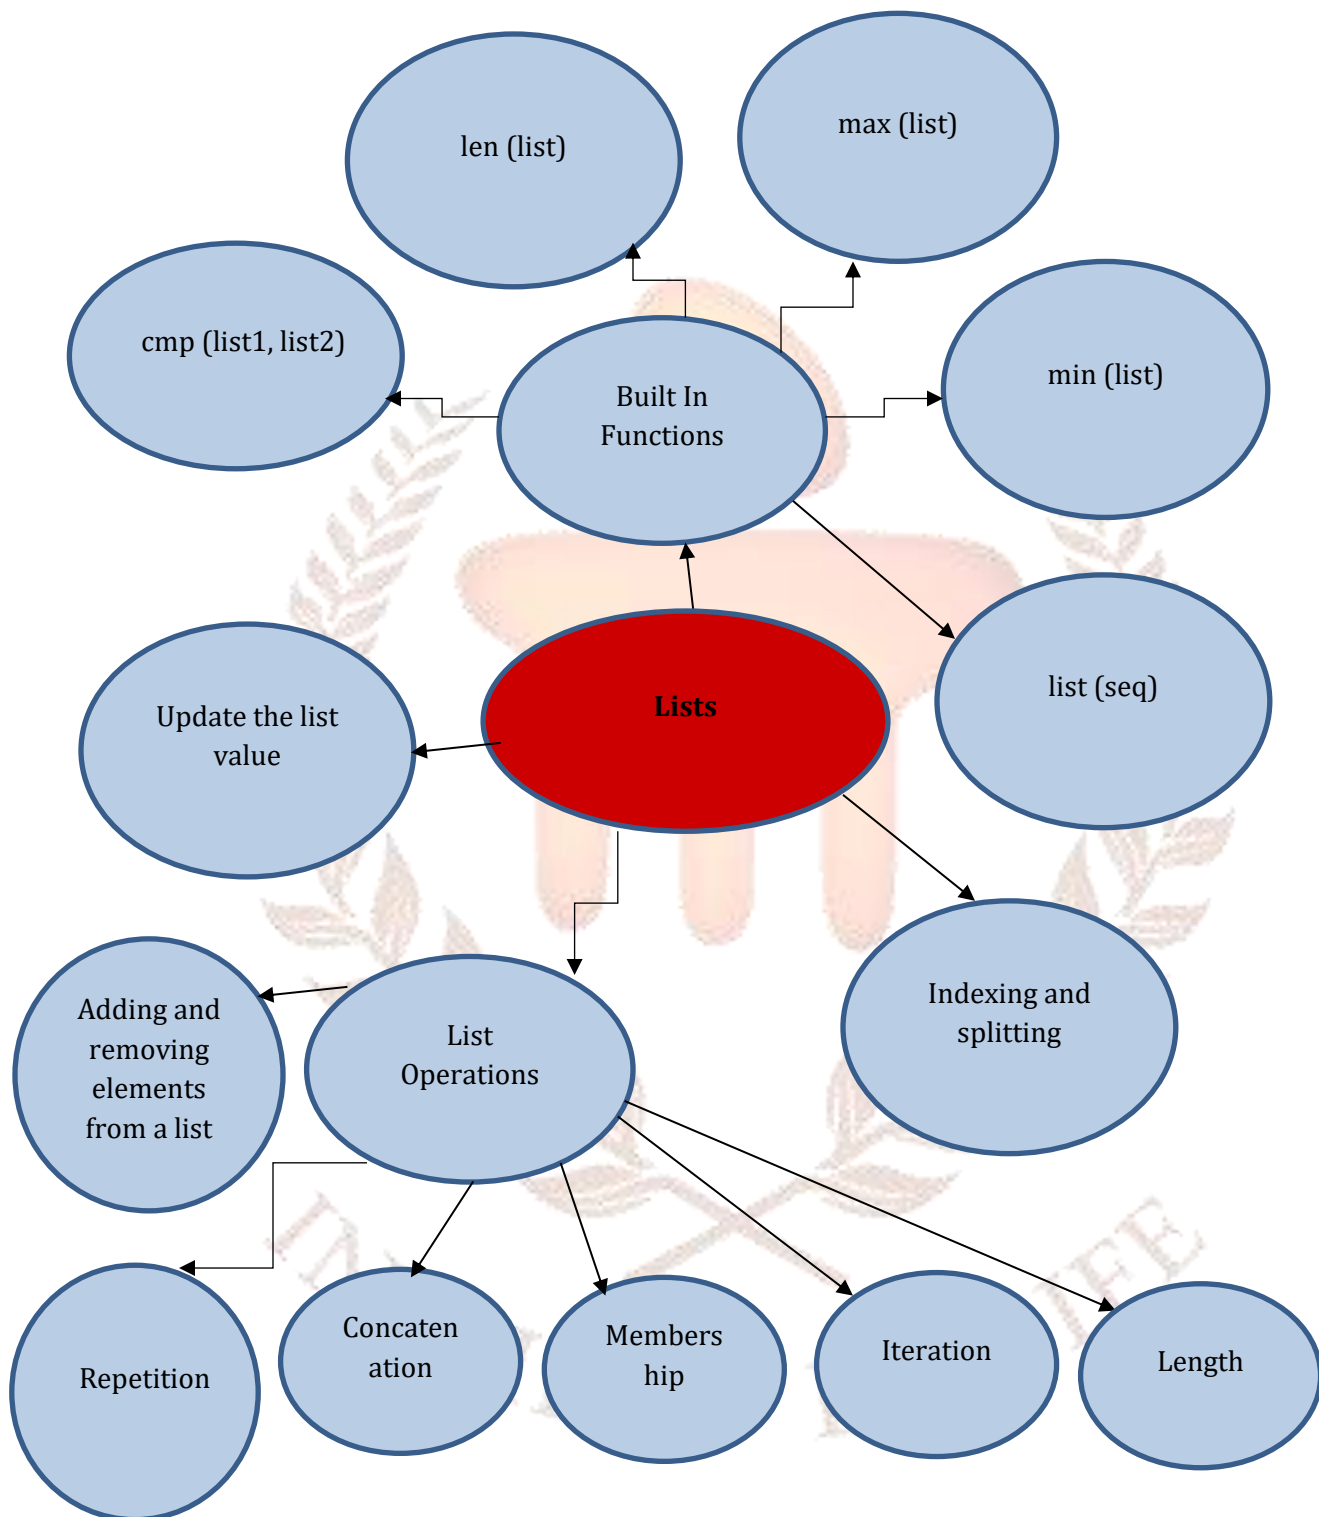 len (list)
max (list)
cmp (list1, list2)
min (list)
Built In
Functions
list (seq)
Lists
Update the list
value
Indexing and
splitting
Adding and
removing
elements
from a list
List
Operations
Repetition
Concaten
ation
Members
hip
Iteration
Length